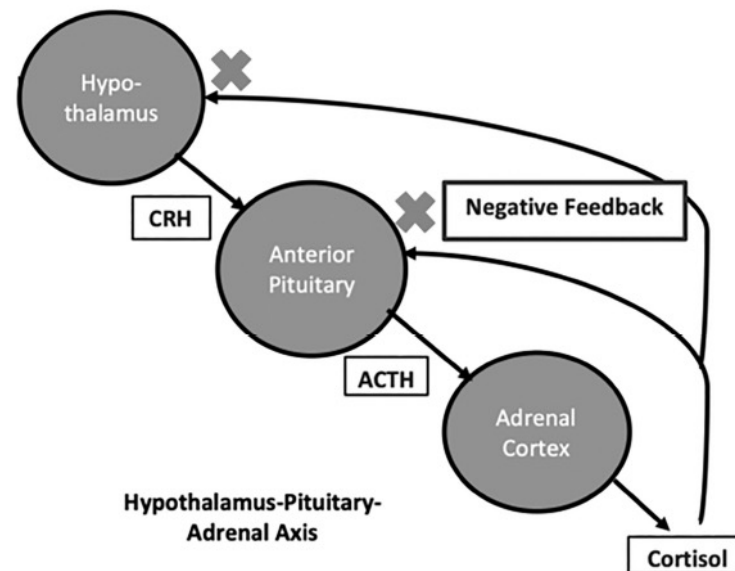 Hypo-
thalamus
CRH
Negative Feedback
Anterior
Pituitary
ACTH
Adrenal
Cortex
Hypothalamus-Pituitary-
Adrenal Axis
Cortisol